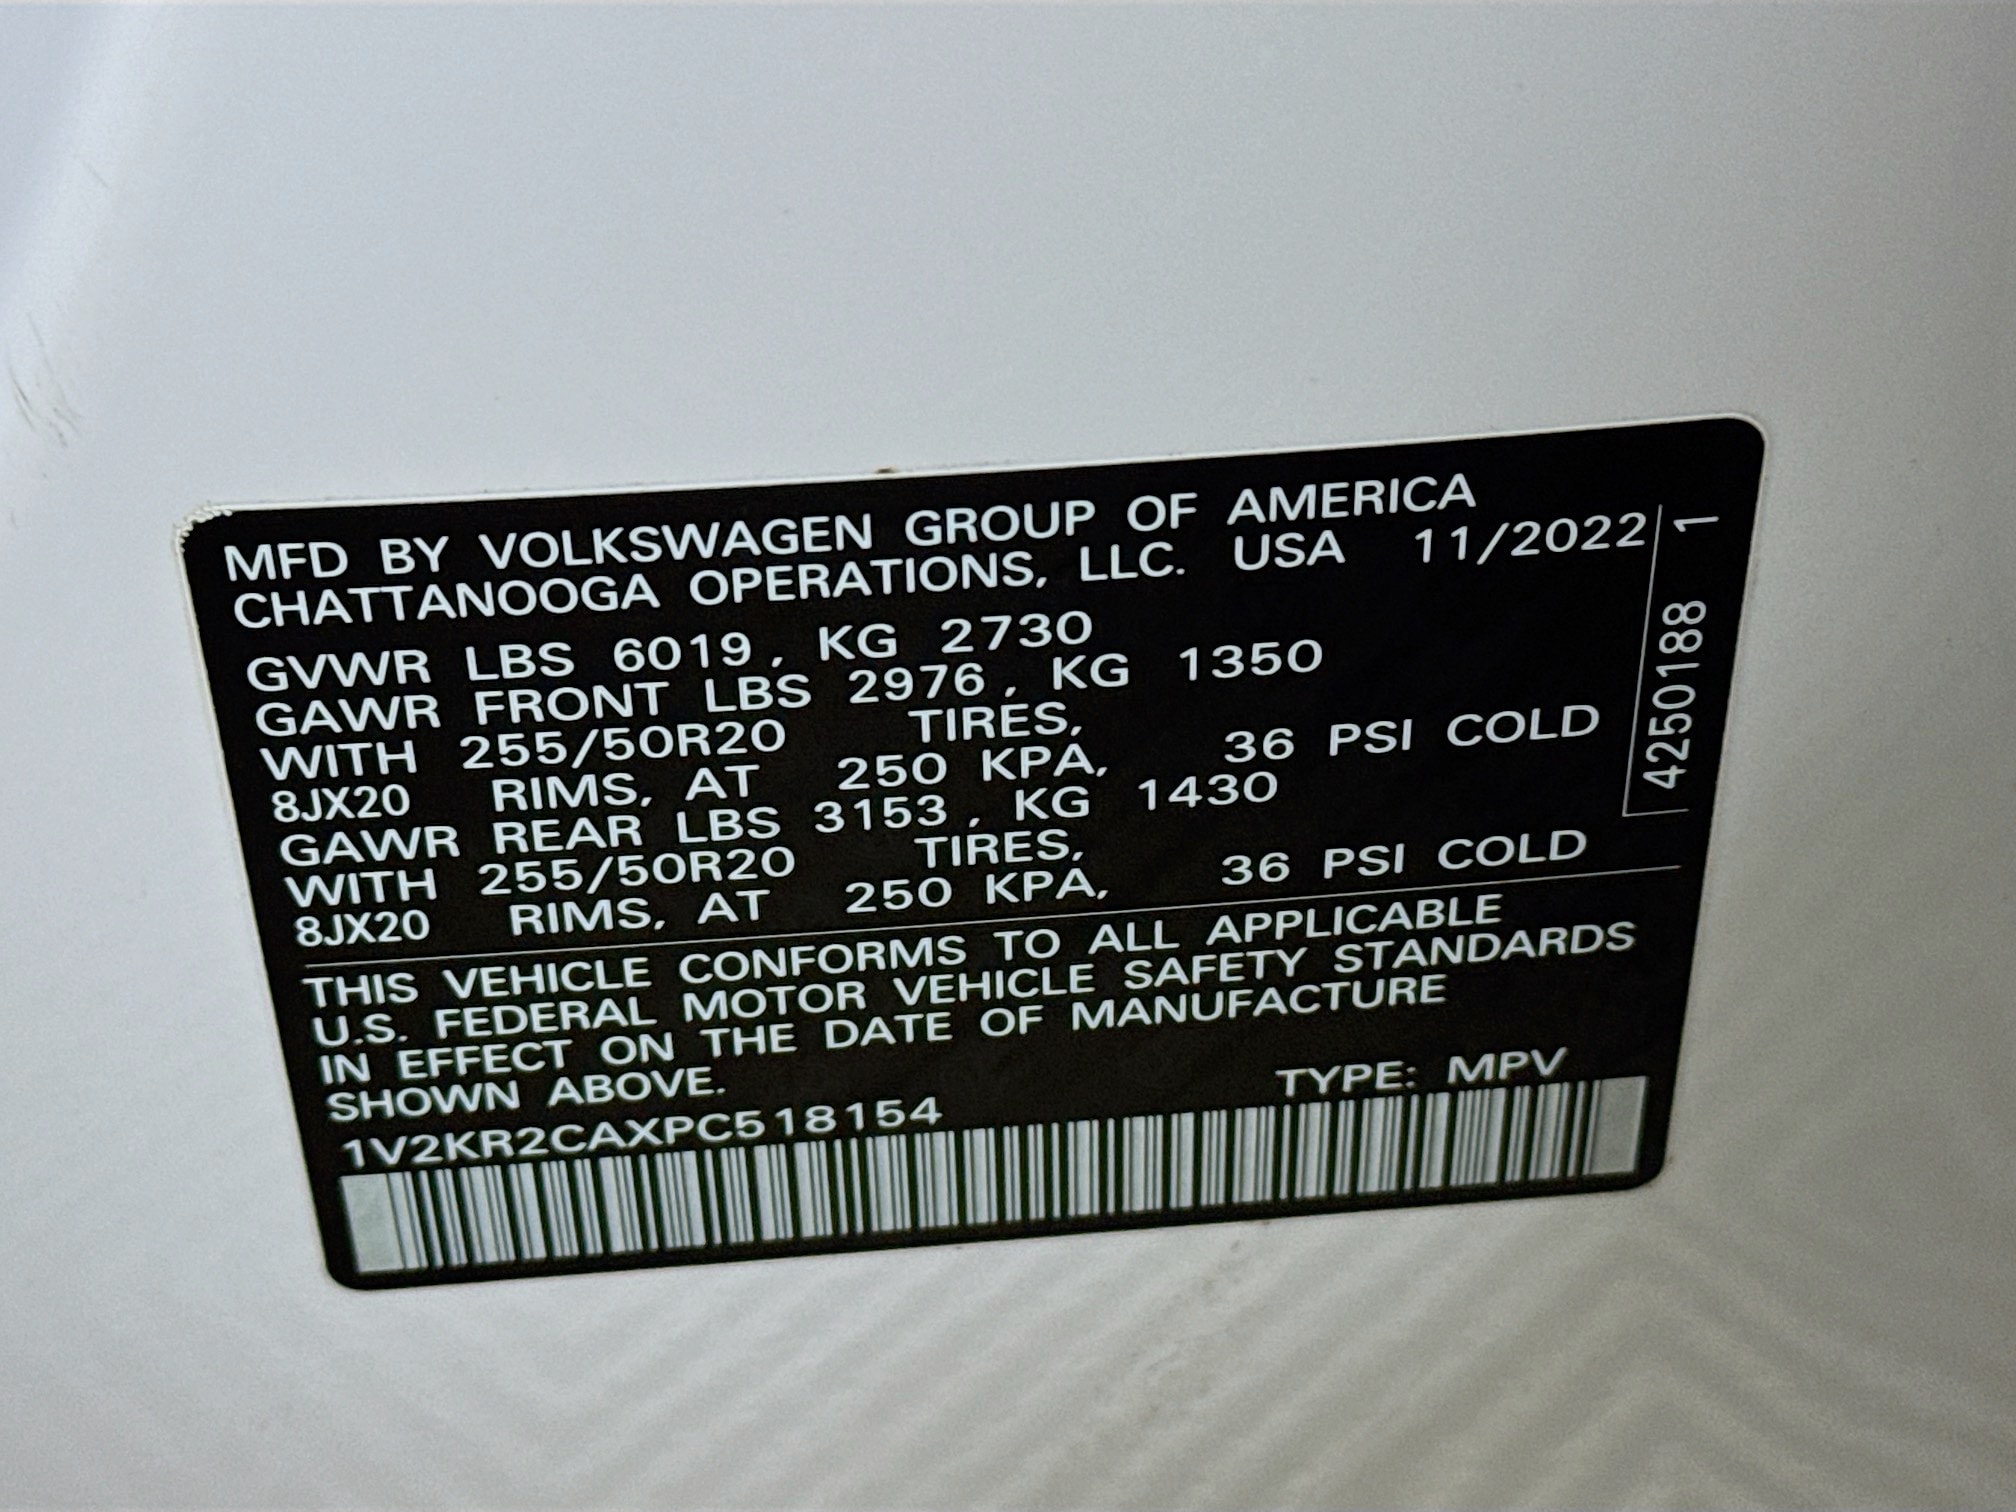 MFD BY VOLKSWAGEN GROUP OF AMERICA
CHATTANOOGA OPERATIONS, LLC. USA 11/2022
GVWR LBS 6019, KG 2730
GAWR FRONT LBS 2976, KG 1350
WITH 255/50R20 TIRES,
8JX20 RIMS, AT 250 KPA, 36 PSI COLD
GAWR REAR LBS 3153, KG 1430
WITH 255/50R20 TIRES,
8JX20 RIMS, AT 250 KPA, 36 PSI COLD
THIS VEHICLE CONFORMS TO ALL APPLICABLE
U.S. FEDERAL MOTOR VEHICLE SAFETY STANDARDS
IN EFFECT ON THE DATE OF MANUFACTURE
SHOWN ABOVE.
TYPE: MPV
1V2KR2CAXPC518154
4250188 1